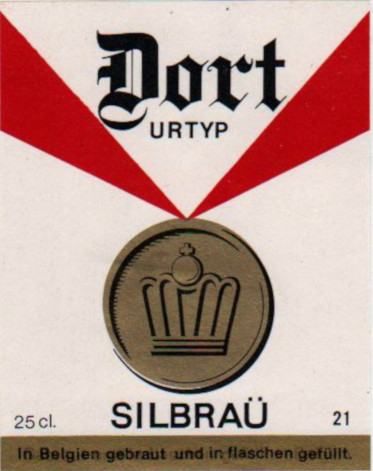 Dort
URTYP
25 cl.
SILBRAÜ
21
In Belgien gebraut und in flaschen gefüllt.